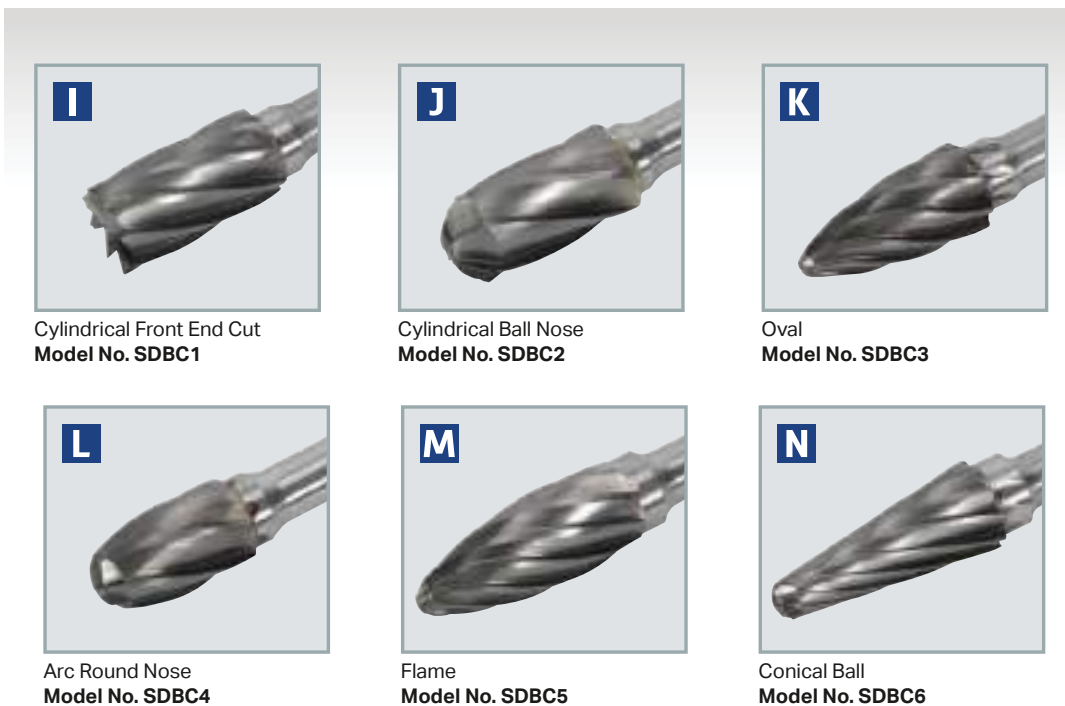 I
J
K
Cylindrical Front End Cut
Model No. SDBC1
Cylindrical Ball Nose
Model No. SDBC2
Oval
Model No. SDBC3
L
M
N
Arc Round Nose
Model No. SDBC4
Flame
Model No. SDBC5
Conical Ball
Model No. SDBC6